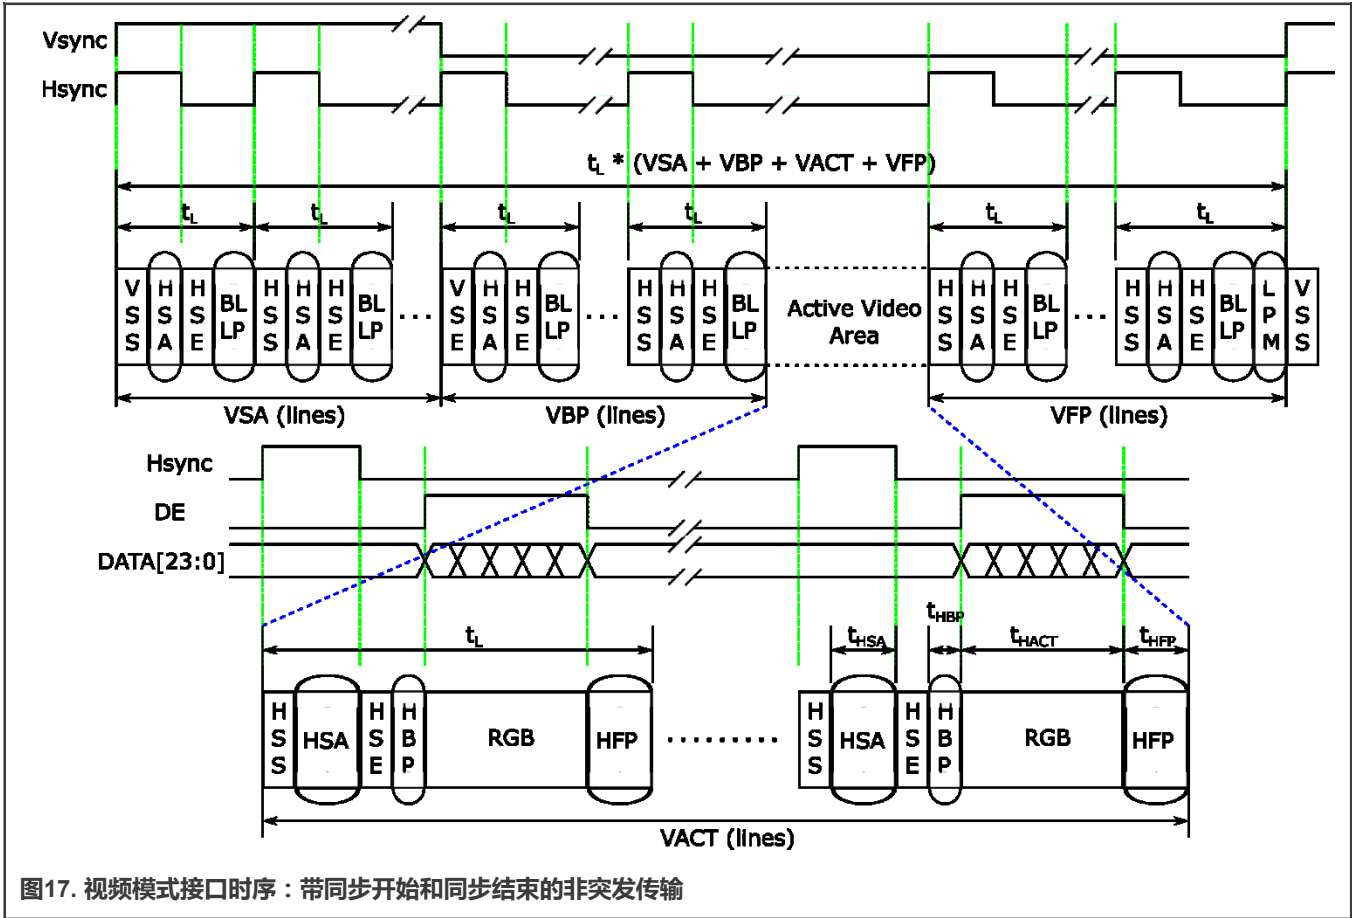 Vsync
Hsync
tL * (VSA + VBP + VACT + VFP)
tL tL tL tL tL tL
VSS HSA HSE BLLP HSS HSA HSE BLLP ... VSE HSA HSE BLLP ... HSS HSA HSE BLLP Active Video Area HSS HSA HSE BLLP ... HSS HSA HSE BLLP LPM VSS
VSA (lines) VBP (lines) VFP (lines)
Hsync
DE
DATA[23:0]
tL tHSA tHBP tHACT tHFP
HSS HSA HSE HBP RGB HFP ......... HSS HSA HSE HBP RGB HFP
VACT (lines)
图17. 视频模式接口时序：带同步开始和同步结束的非突发传输